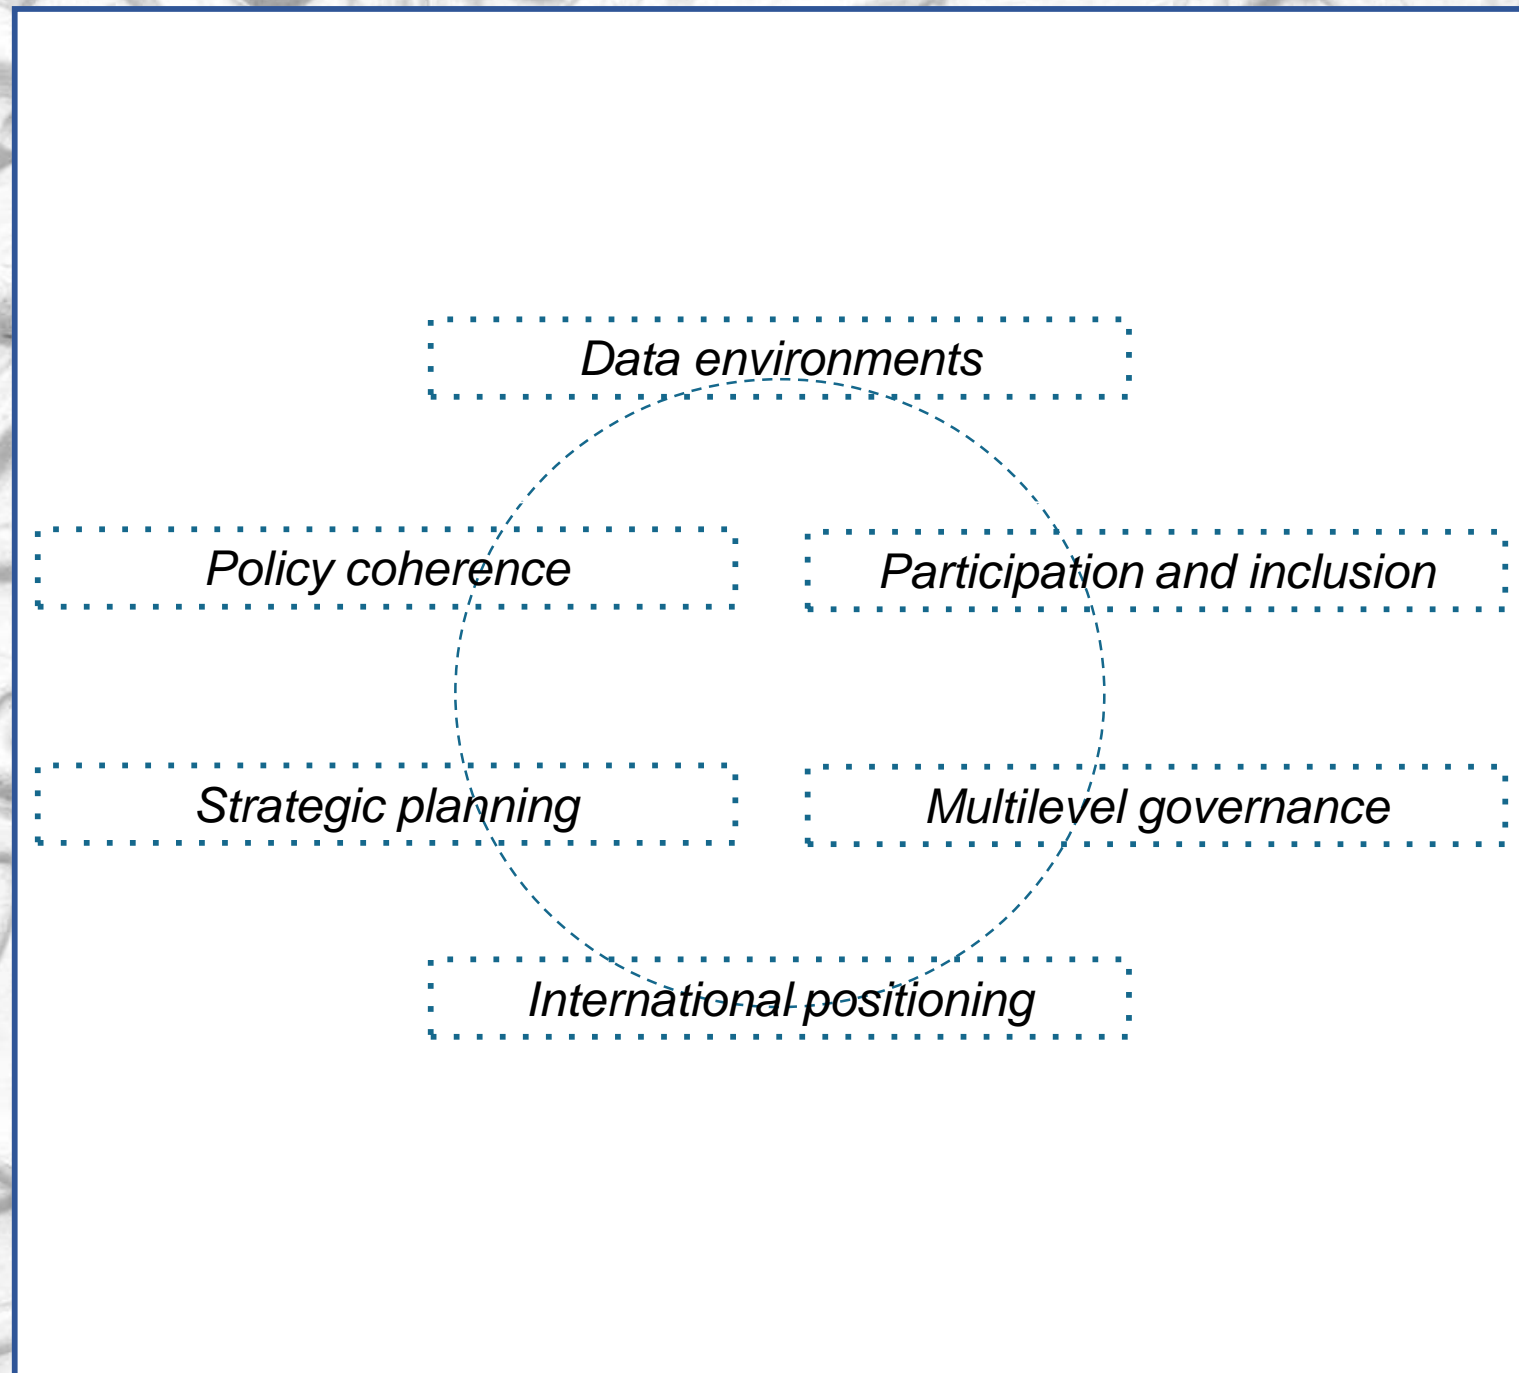 Data environments
Policy coherence
Participation and inclusion
Strategic planning
Multilevel governance
International positioning